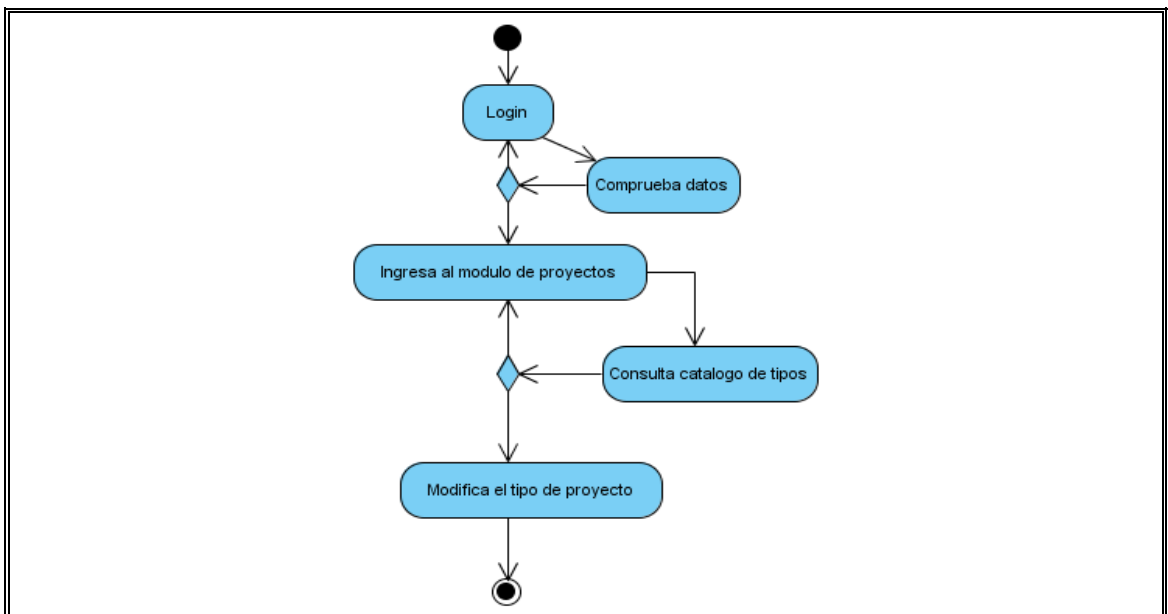 Login
Comprueba datos
Ingresa al modulo de proyectos
Consulta catalogo de tipos
Modifica el tipo de proyecto